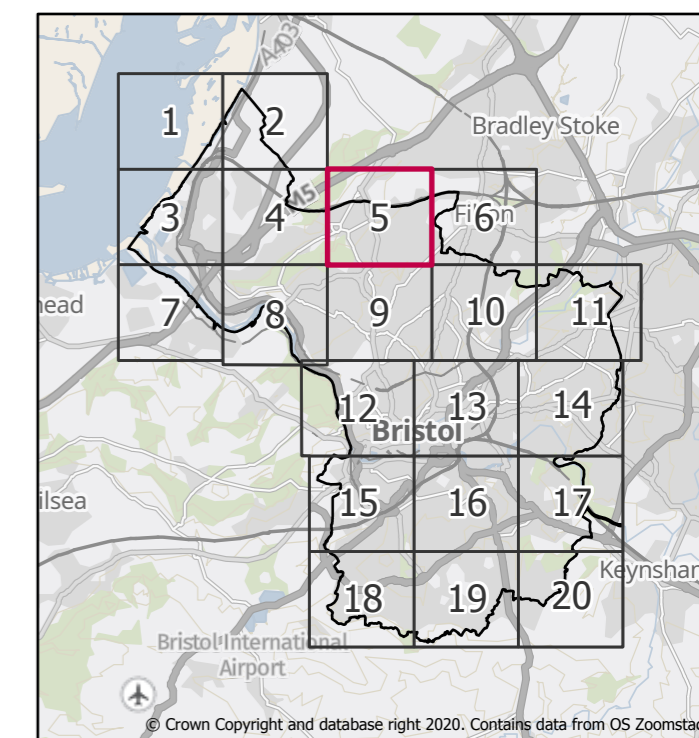 A403
1
2
Bradley Stoke
M5
3
4
5
Filton
6
head
7
8
9
10
11
12
13
14
Bristol
ilsea
15
16
17
Keynshar
18
19
20
Bristol International
Airport
© Crown Copyright and database right 2020. Contains data from OS Zoomstac